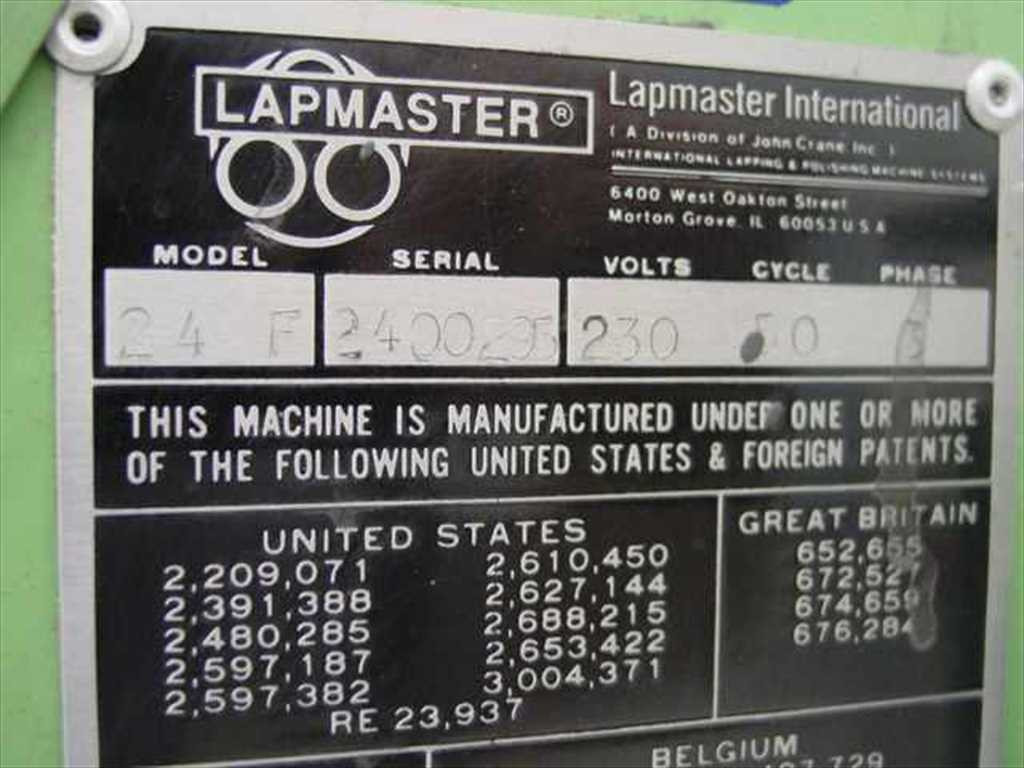 LAPMASTER®
Lapmaster International
( A Division of John Crane Inc. )
INTERNATIONAL LAPPING & POLISHING MACHINE SYSTEMS
6400 West Oakton Street
Morton Grove, IL 60053 USA
MODEL SERIAL VOLTS CYCLE PHASE
24 F 2400295 230 3
THIS MACHINE IS MANUFACTURED UNDER ONE OR MORE
OF THE FOLLOWING UNITED STATES & FOREIGN PATENTS.
UNITED STATES
2,209,071 2,610,450
2,391,388 2,627,144
2,480,285 2,688,215
2,597,187 2,653,422
2,597,382 3,004,371
RE 23,937
GREAT BRITAIN
652,655
672,527
674,659
676,284
BELGIUM